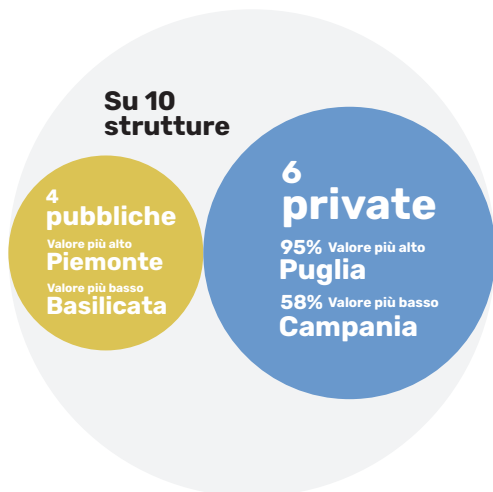 Su 10
strutture
4
pubbliche
Valore più alto
Piemonte
Valore più basso
Basilicata
6
private
95% Valore più alto
Puglia
58% Valore più basso
Campania